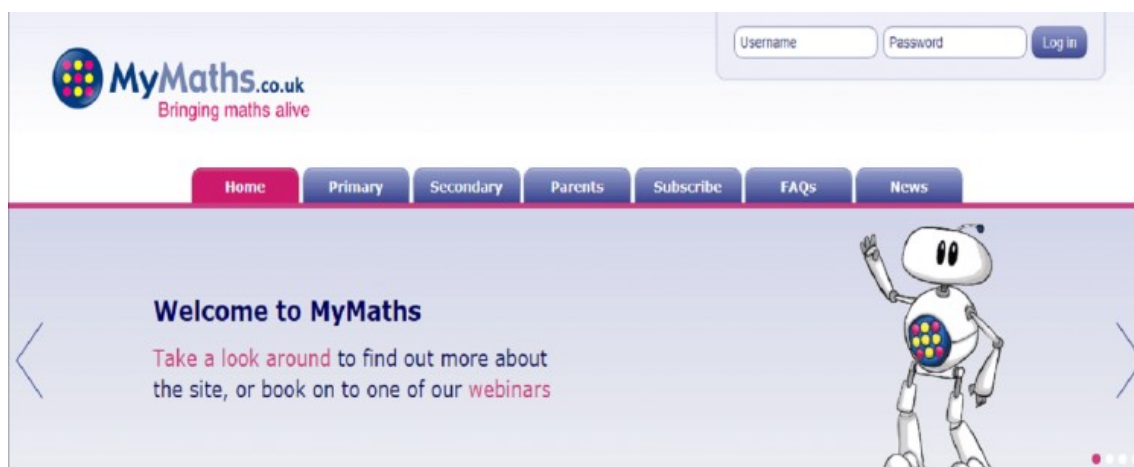 Username Password Log in
MyMaths.co.uk
Bringing maths alive
Home Primary Secondary Parents Subscribe FAQs News
Welcome to MyMaths
Take a look around to find out more about
the site, or book on to one of our webinars